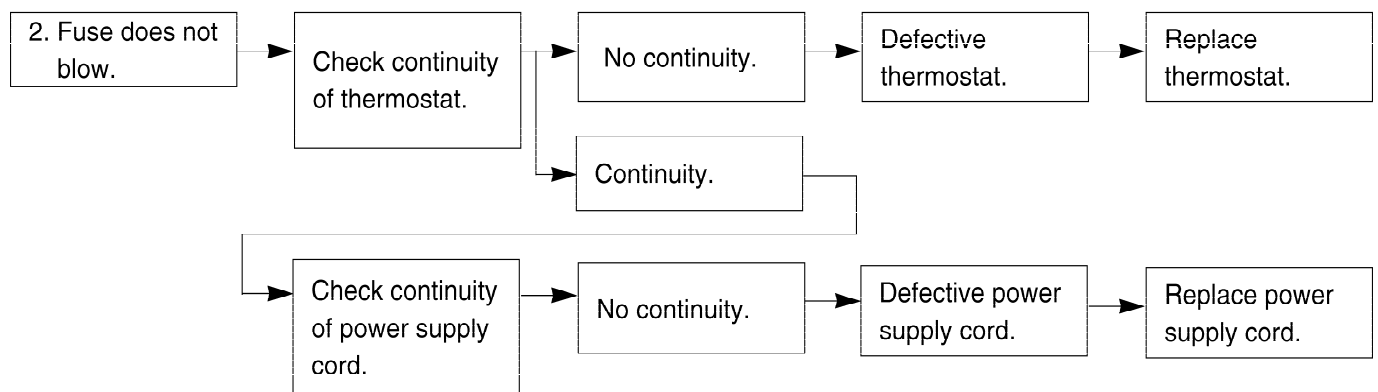 2. Fuse does not
blow.
Check continuity
of thermostat.
No continuity.
Defective
thermostat.
Replace
thermostat.
Continuity.
Check continuity
of power supply
cord.
No continuity.
Defective power
supply cord.
Replace power
supply cord.